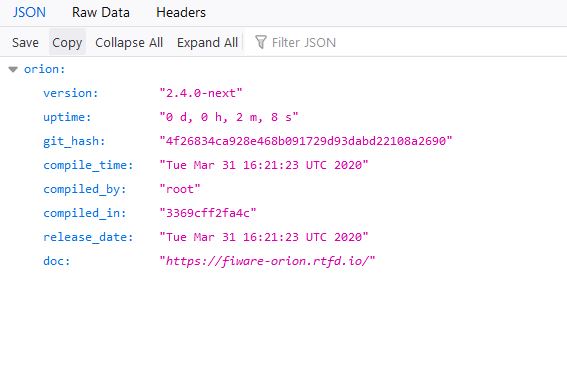 JSON Raw Data Headers
Save Copy Collapse All Expand All Filter JSON
orion:
version: "2.4.0-next"
uptime: "0 d, 0 h, 2 m, 8 s"
git_hash: "4f26834ca928e468b091729d93dabd22108a2690"
compile_time: "Tue Mar 31 16:21:23 UTC 2020"
compiled_by: "root"
compiled_in: "3369cff2fa4c"
release_date: "Tue Mar 31 16:21:23 UTC 2020"
doc: "https://fiware-orion.rtfd.io/"